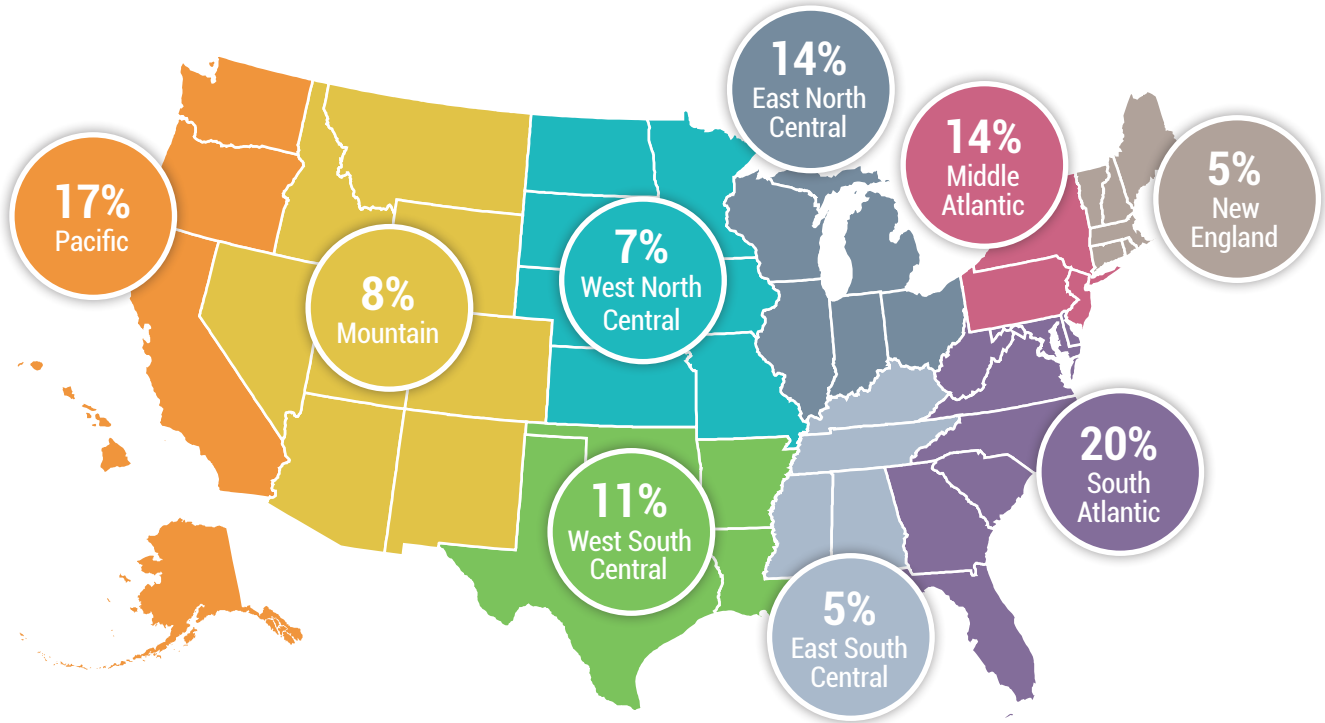 14%
East North
Central
14%
Middle
Atlantic
5%
New
England
17%
Pacific
7%
West North
Central
8%
Mountain
20%
South
Atlantic
11%
West South
Central
5%
East South
Central